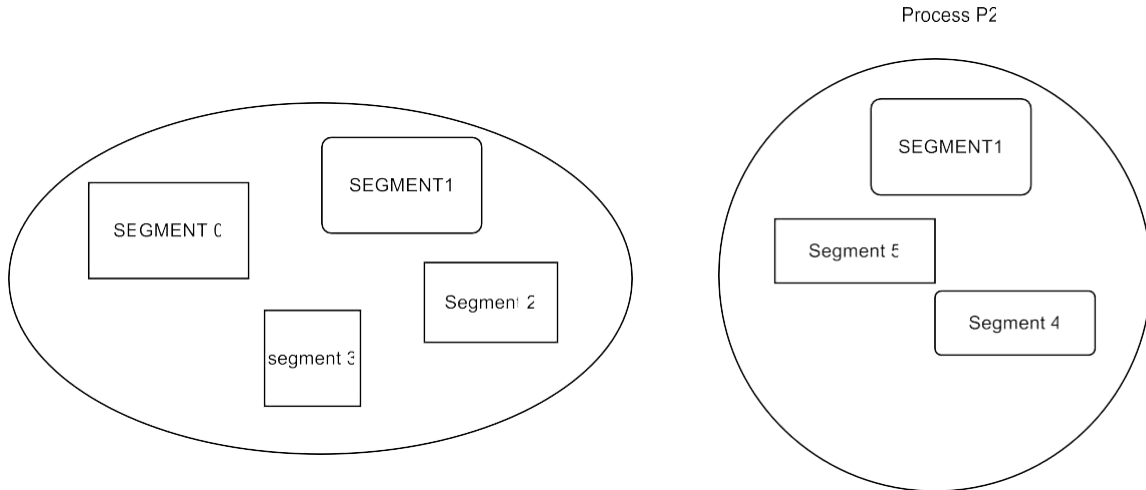 Process P2
SEGMENT1
SEGMENT 0
Segment 2
segment 3
SEGMENT1
Segment 5
Segment 4